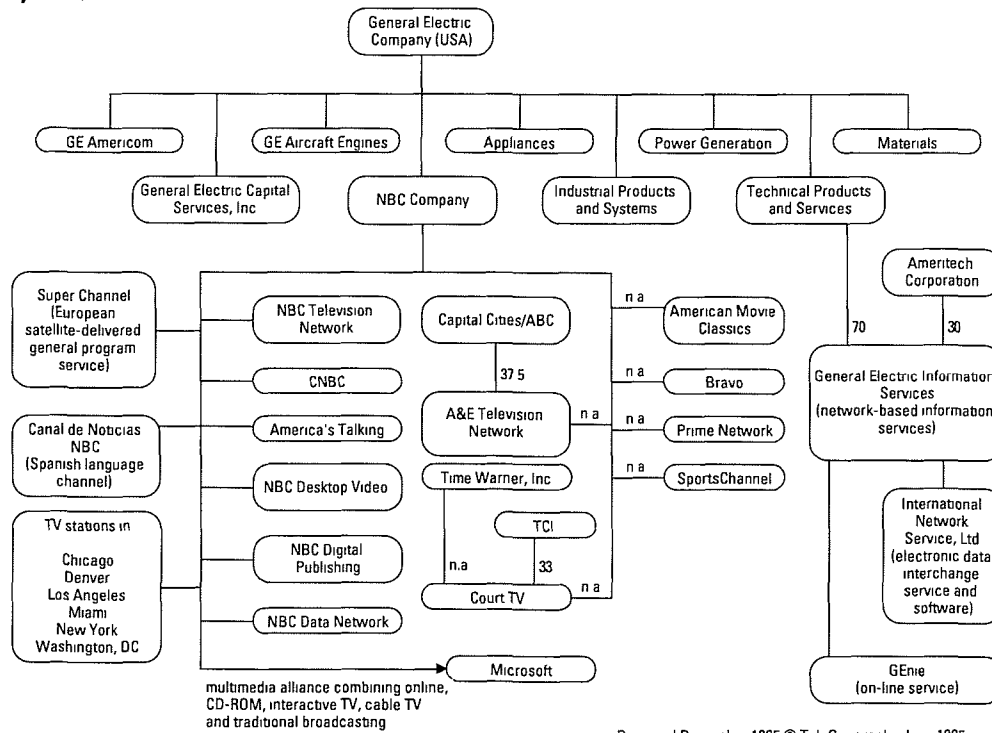 General Electric
Company (USA)
GE Americom
GE Aircraft Engines
Appliances
Power Generation
Materials
General Electric Capital
Services, Inc
NBC Company
Industrial Products
and Systems
Technical Products
and Services
Super Channel
(European
satellite-delivered
general program
service)
NBC Television
Network
Capital Cities/ABC
n a
American Movie
Classics
Ameritech
Corporation
70
30
CNBC
37 5
n a
Bravo
General Electric Information
Services
(network-based information
services)
Canal de Noticias
NBC
(Spanish language
channel)
America's Talking
A&E Television
Network
n a
n a
Prime Network
NBC Desktop Video
Time Warner, Inc
n a
SportsChannel
TV stations in
Chicago
Denver
Los Angeles
Miami
New York
Washington, DC
TCI
International
Network
Service, Ltd
(electronic data
interchange
service and
software)
NBC Digital
Publishing
n.a
33
Court TV
n a
NBC Data Network
Microsoft
GEnie
(on-line service)
multimedia alliance combining online,
CD-ROM, interactive TV, cable TV
and traditional broadcasting